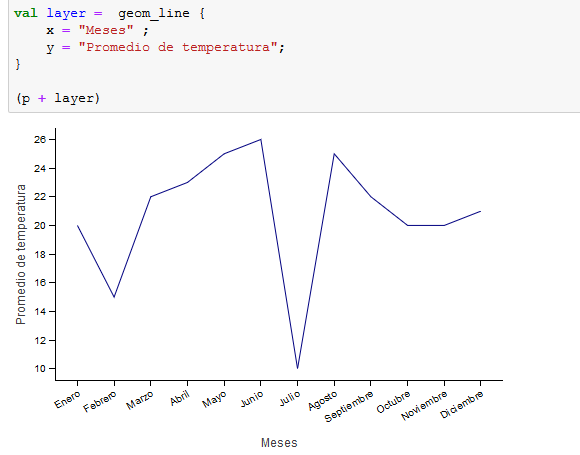 val layer =  geom_line {
    x = "Meses" ;
    y = "Promedio de temperatura";
}
(p + layer)
Promedio de temperatura
26
24
22
20
18
16
14
12
10
Enero
Febrero
Marzo
Abril
Mayo
Junio
Julio
Agosto
Septiembre
Octubre
Noviembre
Diciembre
Meses